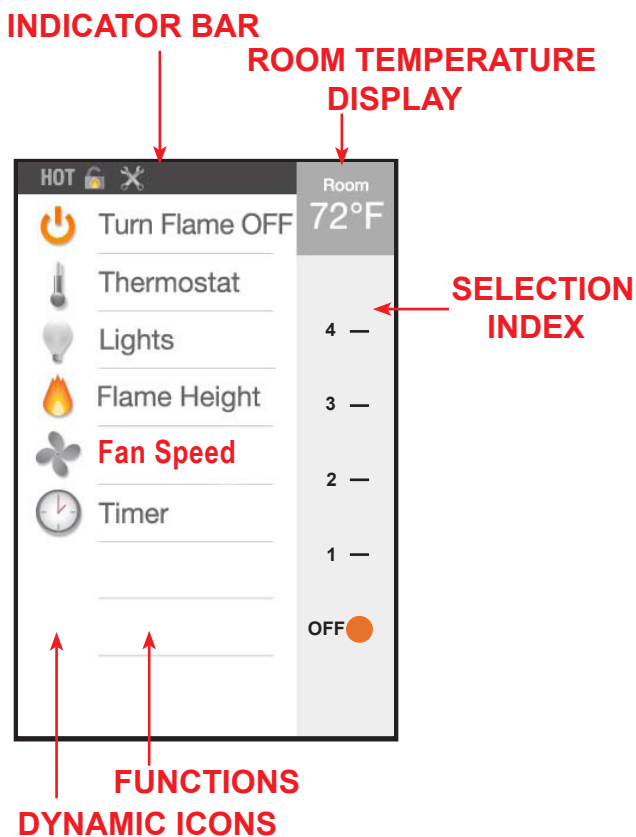 INDICATOR BAR
ROOM TEMPERATURE
DISPLAY
HOT
Room
72°F
Turn Flame OFF
Thermostat
SELECTION
INDEX
Lights
4
Flame Height
3
Fan Speed
2
Timer
1
OFF
FUNCTIONS
DYNAMIC ICONS